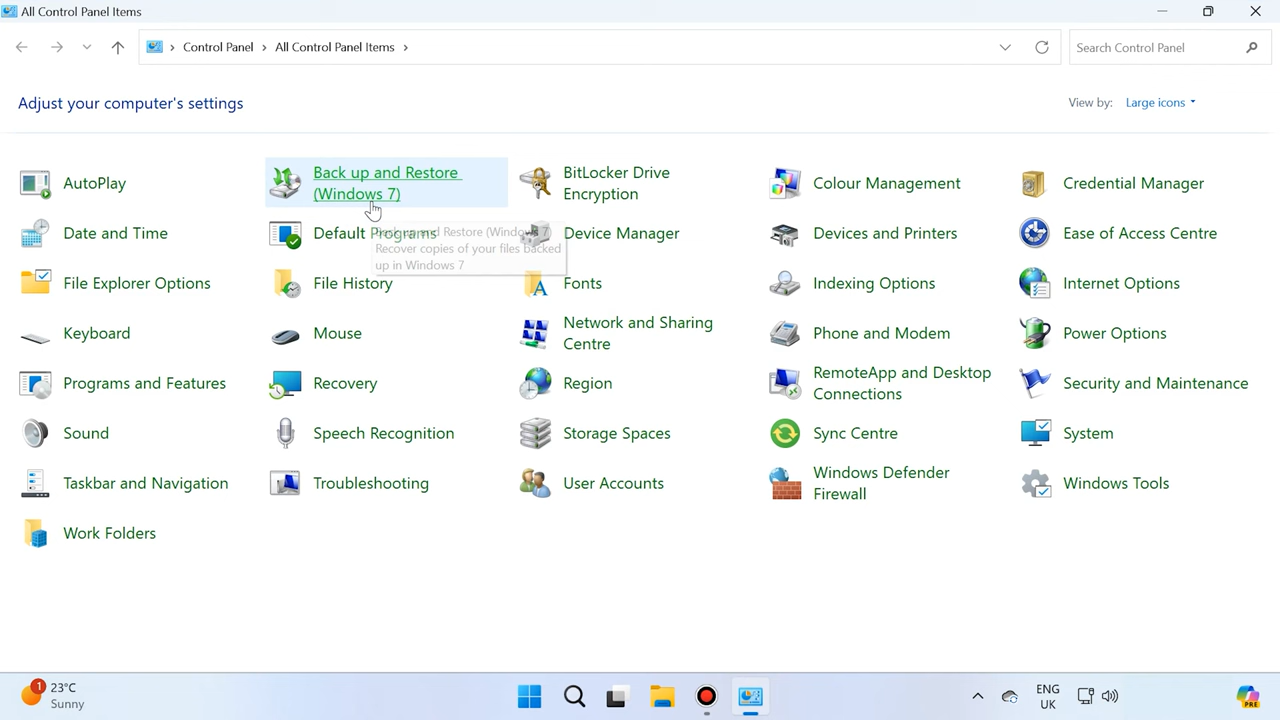 All Control Panel Items
Control Panel > All Control Panel Items >
Search Control Panel
Adjust your computer's settings
View by: Large icons
AutoPlay
Back up and Restore
(Windows 7)
BitLocker Drive
Encryption
Colour Management
Credential Manager
Date and Time
Default Programs
Back up and Restore (Windows 7)
Recover copies of your files backed
up in Windows 7
Device Manager
Devices and Printers
Ease of Access Centre
File Explorer Options
File History
Fonts
Indexing Options
Internet Options
Keyboard
Mouse
Network and Sharing
Centre
Phone and Modem
Power Options
Programs and Features
Recovery
Region
RemoteApp and Desktop
Connections
Security and Maintenance
Sound
Speech Recognition
Storage Spaces
Sync Centre
System
Taskbar and Navigation
Troubleshooting
User Accounts
Windows Defender
Firewall
Windows Tools
Work Folders
1
23°C
Sunny
ENG
UK
PRE